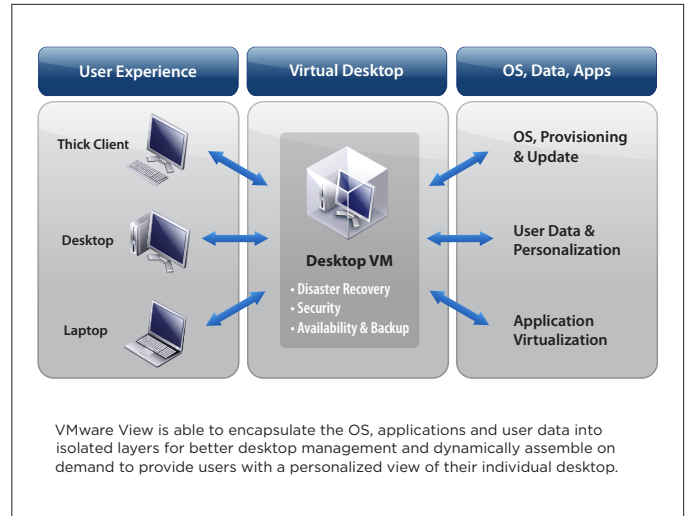 User Experience
Virtual Desktop
OS, Data, Apps
Thick Client
Desktop
Laptop
Desktop VM
• Disaster Recovery
• Security
• Availability & Backup
OS, Provisioning
& Update
User Data &
Personalization
Application
Virtualization
VMware View is able to encapsulate the OS, applications and user data into
isolated layers for better desktop management and dynamically assemble on
demand to provide users with a personalized view of their individual desktop.